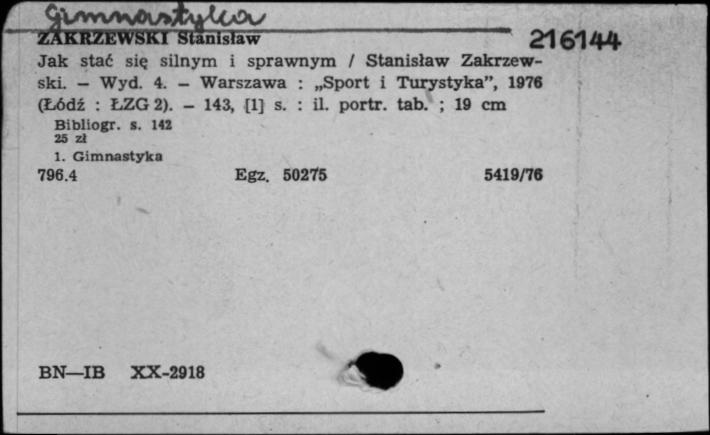 Gimnastyka
ZAKRZEWSKI Stanisław 216144
Jak stać się silnym i sprawnym / Stanisław Zakrzew-
ski. – Wyd. 4. – Warszawa : „Sport i Turystyka”, 1976
(Łódź : ŁZG 2). – 143, [1] s. : il. portr. tab. ; 19 cm
Bibliogr. s. 142
25 zł
1. Gimnastyka
796.4 Egz. 50275 5419/76
BN—IB XX-2918